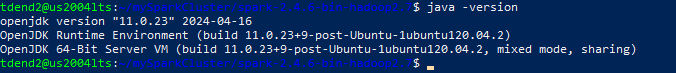 tdend2@us2004lts:$ java -version
openjdk version "11.0.23" 2024-04-16
OpenJDK Runtime Environment (build 11.0.23+9-post-Ubuntu-1ubuntu120.04.2)
OpenJDK 64-Bit Server VM (build 11.0.23+9-post-Ubuntu-1ubuntu120.04.2, mixed mode, sharing)
tdend2@us2004lts:$